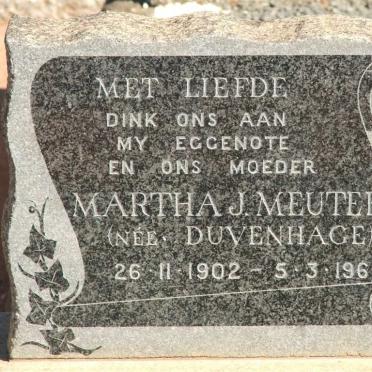 MET LIEFDE
DINK ONS AAN
MY EGGENOTE
EN ONS MOEDER
MARTHA J. MEUTE
(NÉE, DUVENHAGE)
26·11·1902 – 5·3·196